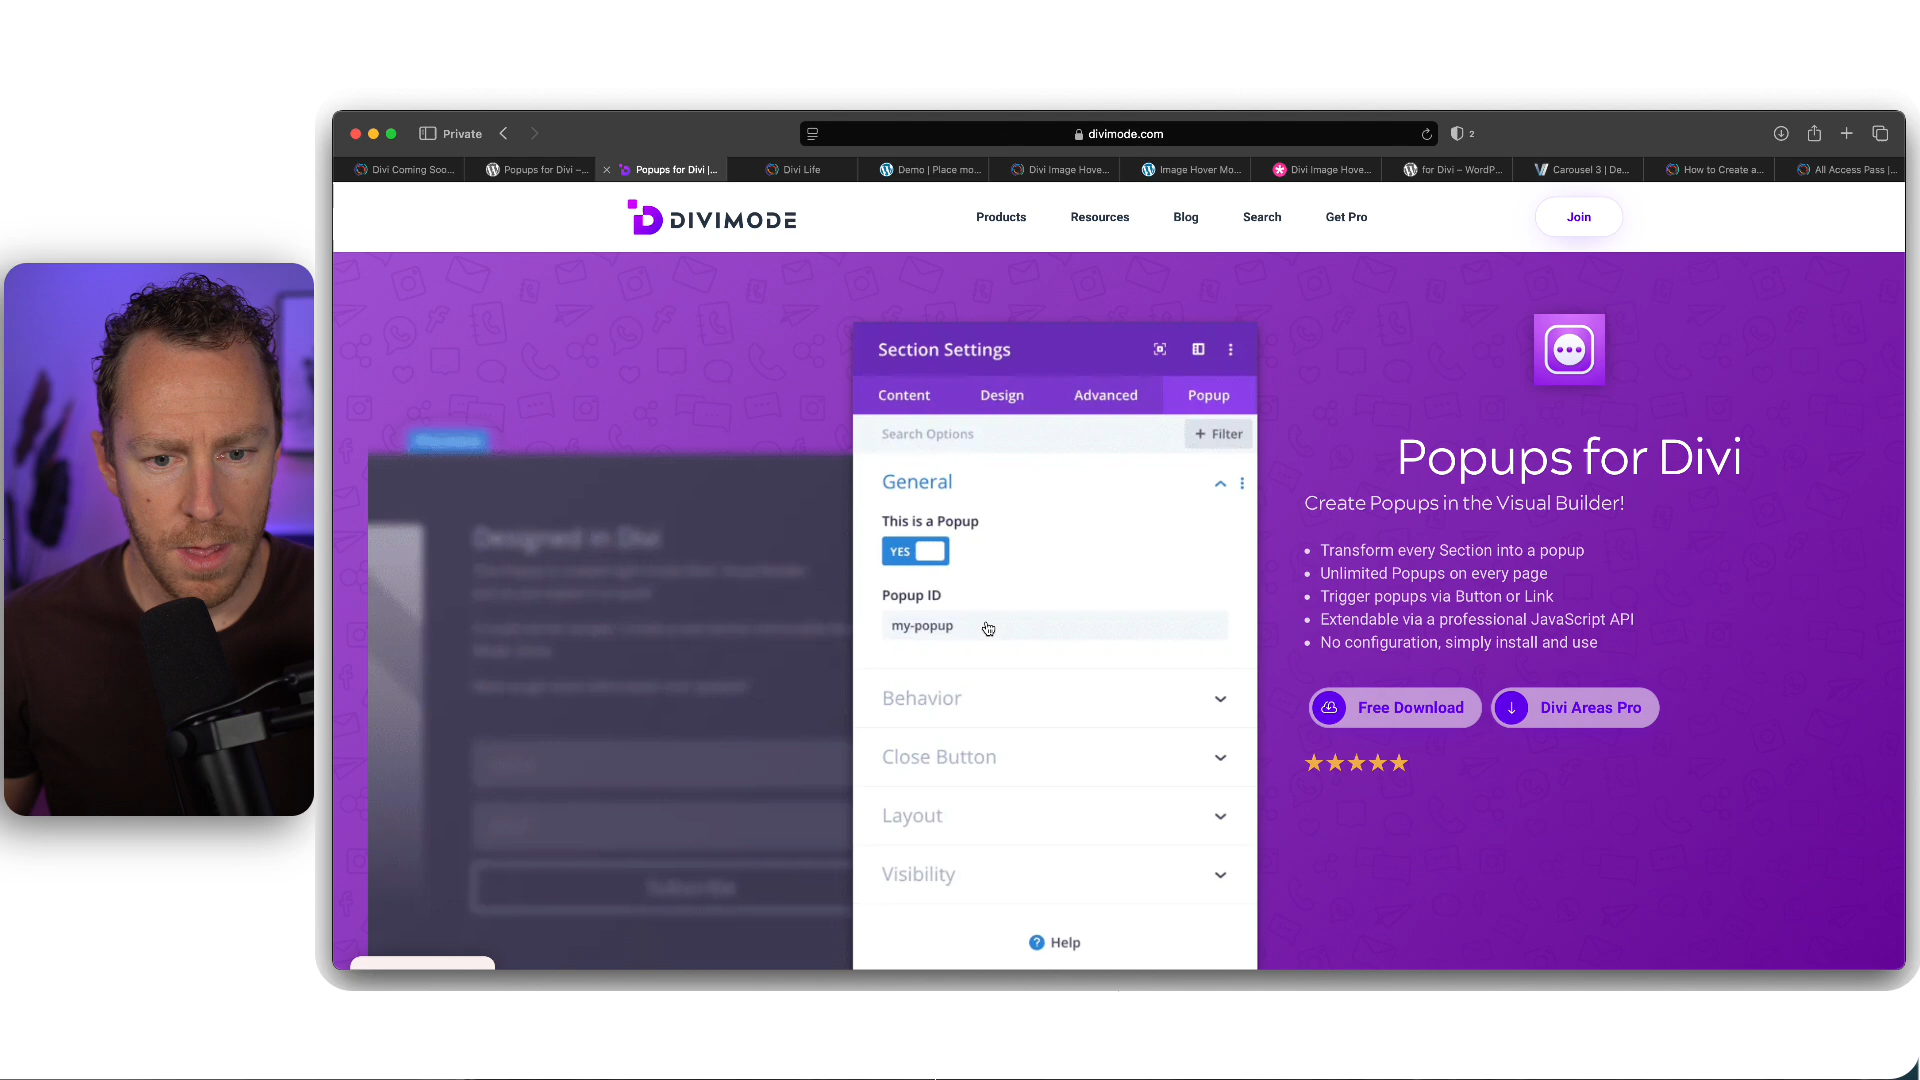 Private
divimode.com
2
Divi Coming Soo...
Popups for Divi –...
Popups for Divi |...
Divi Life
Demo | Place mo...
Divi Image Hove...
Image Hover Mo...
Divi Image Hove...
for Divi – WordP...
Carousel 3 | De...
How to Create a...
All Access Pass |...
DIVIMODE
Products
Resources
Blog
Search
Get Pro
Join
Section Settings
Content
Design
Advanced
Popup
Search Options
+ Filter
General
This is a Popup
YES
Popup ID
my-popup
Behavior
Close Button
Layout
Visibility
? Help
Designed in Divi
Subscribe
Popups for Divi
Create Popups in the Visual Builder!
• Transform every Section into a popup
• Unlimited Popups on every page
• Trigger popups via Button or Link
• Extendable via a professional JavaScript API
• No configuration, simply install and use
Free Download
Divi Areas Pro